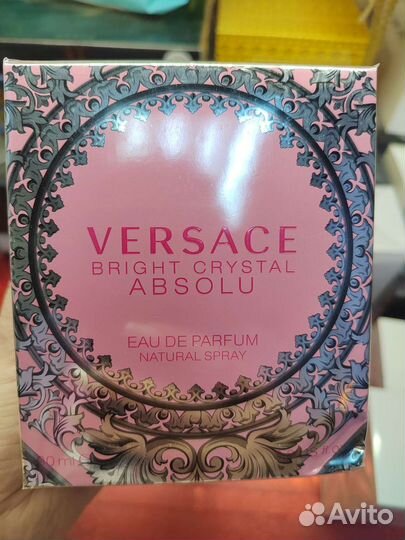 VERSACE
BRIGHT CRYSTAL
ABSOLU
EAU DE PARFUM
NATURAL SPRAY
Avito